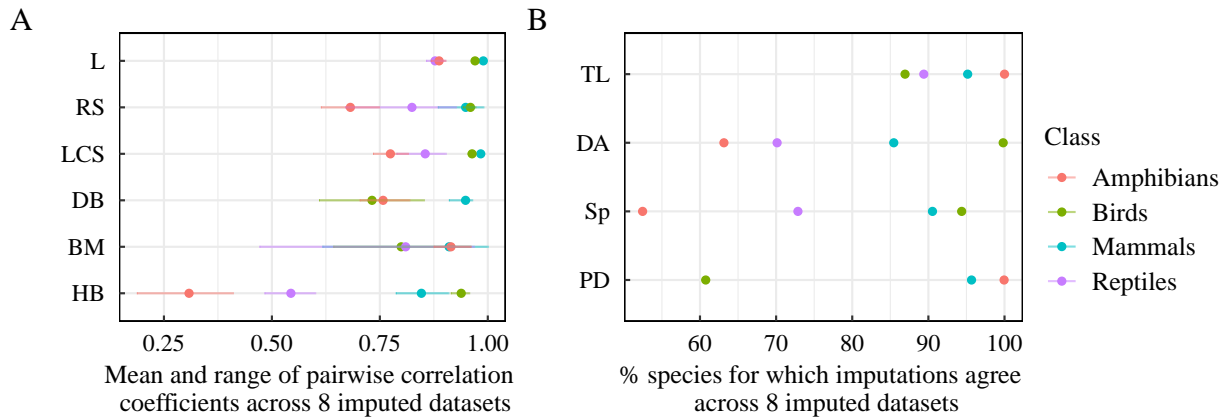 A
L
RS
LCS
DB
BM
HB
0.25 0.50 0.75 1.00
Mean and range of pairwise correlation
coefficients across 8 imputed datasets
B
TL
DA
Sp
PD
60 70 80 90 100
% species for which imputations agree
across 8 imputed datasets
Class
Amphibians
Birds
Mammals
Reptiles